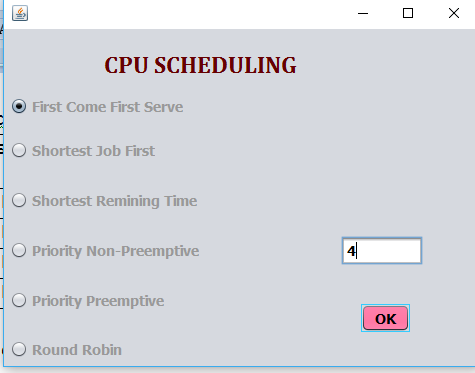 CPU SCHEDULING
First Come First Serve
Shortest Job First
Shortest Remining Time
Priority Non-Preemptive
4
Priority Preemptive
OK
Round Robin